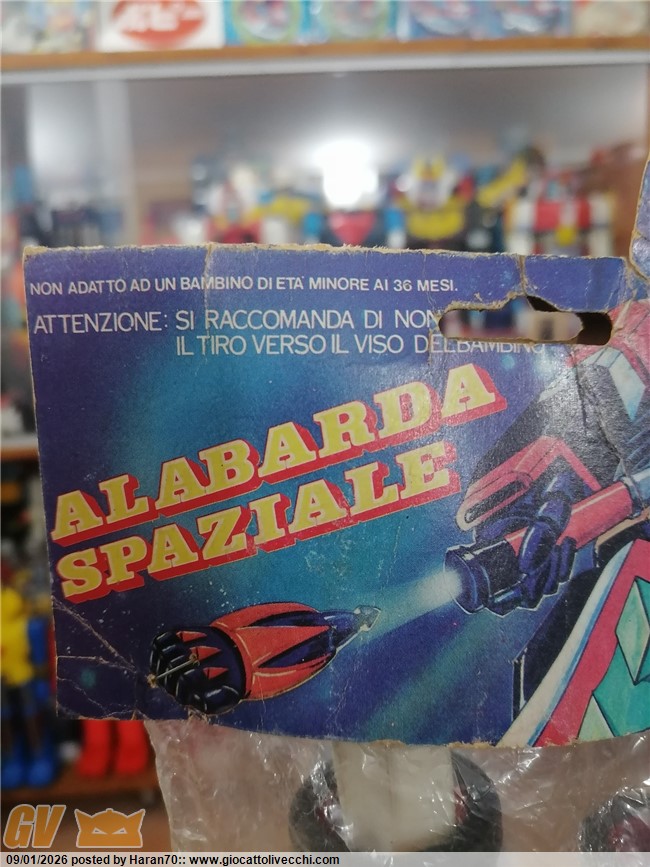 NON ADATTO AD UN BAMBINO DI ETA' MINORE AI 36 MESI.
ATTENZIONE: SI RACCOMANDA DI NON
IL TIRO VERSO IL VISO DEL BAMBINO
ALABARDA
SPAZIALE
GV
09/01/2026 posted by Haran70:: www.giocattolivecchi.com